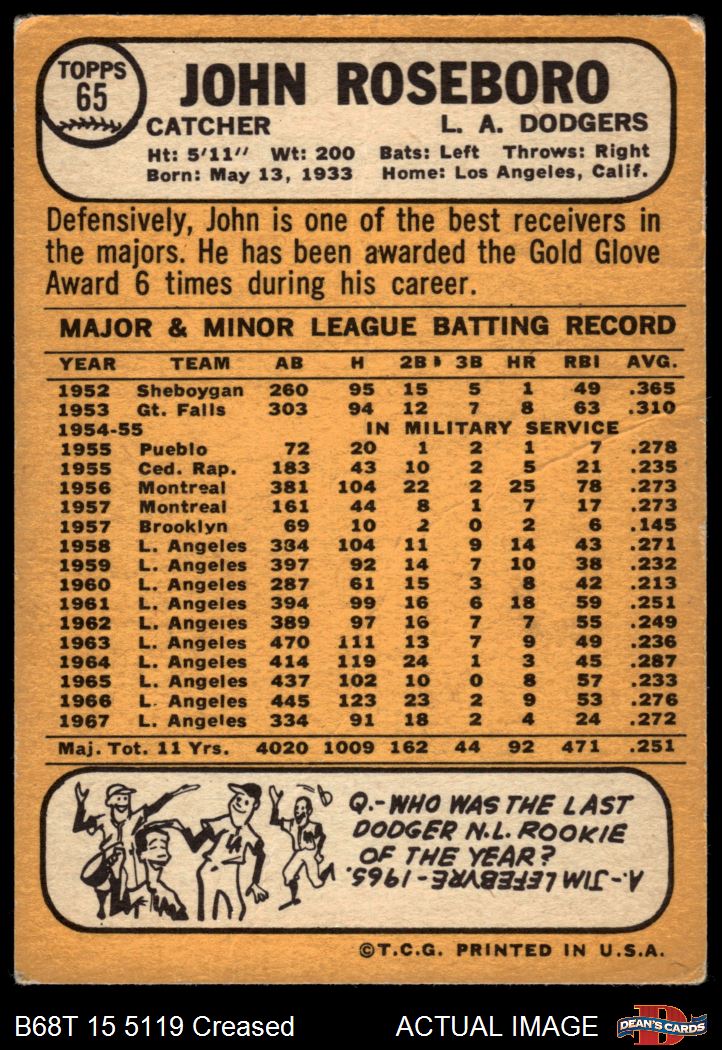 TOPPS
65
JOHN ROSEBORO
CATCHER L. A. DODGERS
Ht: 5'11" Wt: 200 Bats: Left Throws: Right
Born: May 13, 1933 Home: Los Angeles, Calif.
Defensively, John is one of the best receivers in
the majors. He has been awarded the Gold Glove
Award 6 times during his career.
MAJOR & MINOR LEAGUE BATTING RECORD
YEAR TEAM AB H 2B 3B HR RBI AVG.
1952 Sheboygan 260 95 15 5 1 49 .365
1953 Gt. Falls 303 94 12 7 8 63 .310
1954-55 IN MILITARY SERVICE
1955 Pueblo 72 20 1 2 1 7 .278
1955 Ced. Rap. 183 43 10 2 5 21 .235
1956 Montreal 381 104 22 2 25 78 .273
1957 Montreal 161 44 8 1 7 17 .273
1957 Brooklyn 69 10 2 0 2 6 .145
1958 L. Angeles 384 104 11 9 14 43 .271
1959 L. Angeles 397 92 14 7 10 38 .232
1960 L. Angeles 287 61 15 3 8 42 .213
1961 L. Angeles 394 99 16 6 18 59 .251
1962 L. Angeles 389 97 16 7 7 55 .249
1963 L. Angeles 470 111 13 7 9 49 .236
1964 L. Angeles 414 119 24 1 3 45 .287
1965 L. Angeles 437 102 10 0 8 57 .233
1966 L. Angeles 445 123 23 2 9 53 .276
1967 L. Angeles 334 91 18 2 4 24 .272
Maj. Tot. 11 Yrs. 4020 1009 162 44 92 471 .251
Q.-WHO WAS THE LAST
DODGER N.L. ROOKIE
OF THE YEAR?
A.-JIM LEFEBVRE-1965.
©T.C.G. PRINTED IN U.S.A.
B68T 15 5119 Creased ACTUAL IMAGE
D
DEAN'S CARDS